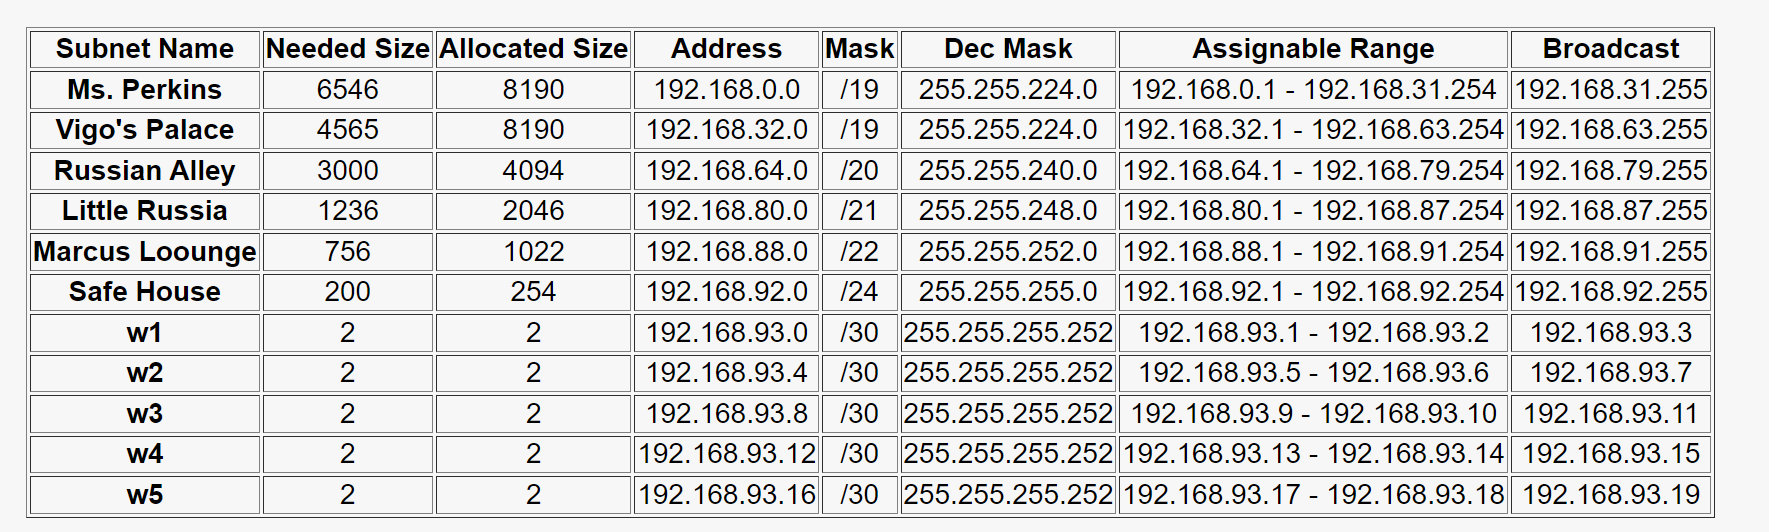 Subnet Name Needed Size Allocated Size Address Mask Dec Mask Assignable Range Broadcast
Ms. Perkins 6546 8190 192.168.0.0 /19 255.255.224.0 192.168.0.1 - 192.168.31.254 192.168.31.255
Vigo's Palace 4565 8190 192.168.32.0 /19 255.255.224.0 192.168.32.1 - 192.168.63.254 192.168.63.255
Russian Alley 3000 4094 192.168.64.0 /20 255.255.240.0 192.168.64.1 - 192.168.79.254 192.168.79.255
Little Russia 1236 2046 192.168.80.0 /21 255.255.248.0 192.168.80.1 - 192.168.87.254 192.168.87.255
Marcus Loounge 756 1022 192.168.88.0 /22 255.255.252.0 192.168.88.1 - 192.168.91.254 192.168.91.255
Safe House 200 254 192.168.92.0 /24 255.255.255.0 192.168.92.1 - 192.168.92.254 192.168.92.255
w1 2 2 192.168.93.0 /30 255.255.255.252 192.168.93.1 - 192.168.93.2 192.168.93.3
w2 2 2 192.168.93.4 /30 255.255.255.252 192.168.93.5 - 192.168.93.6 192.168.93.7
w3 2 2 192.168.93.8 /30 255.255.255.252 192.168.93.9 - 192.168.93.10 192.168.93.11
w4 2 2 192.168.93.12 /30 255.255.255.252 192.168.93.13 - 192.168.93.14 192.168.93.15
w5 2 2 192.168.93.16 /30 255.255.255.252 192.168.93.17 - 192.168.93.18 192.168.93.19